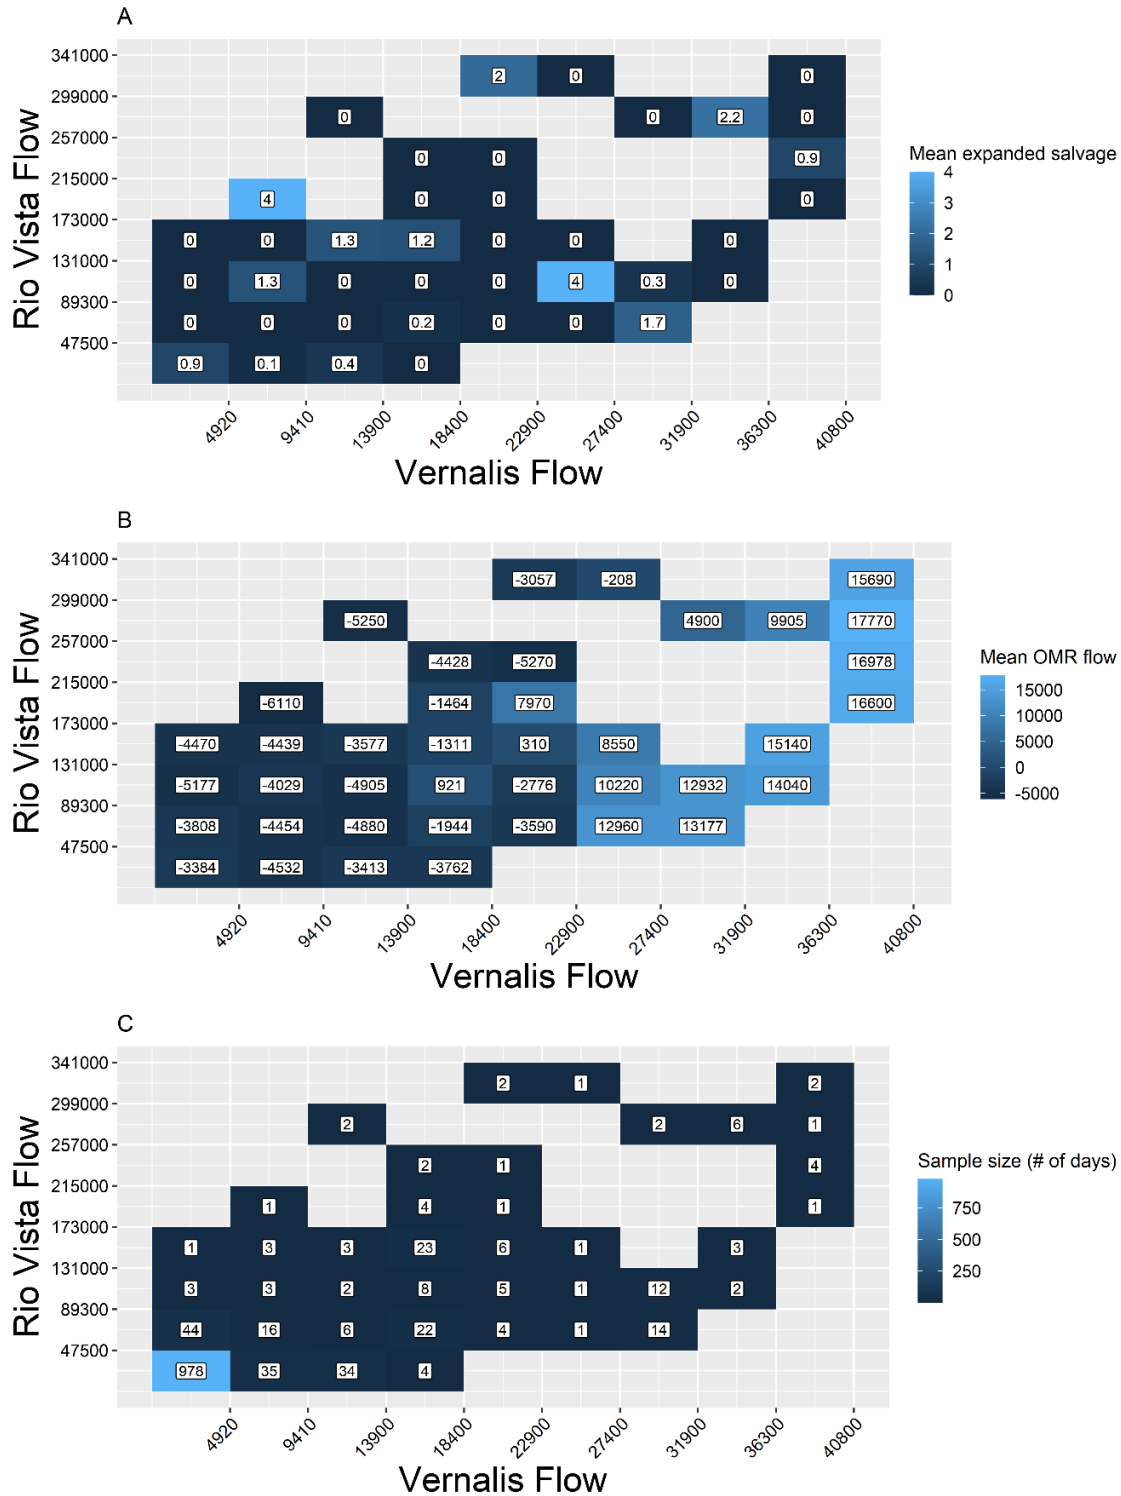 A
341000
2 0 0
299000
0 0 2.2 0
257000
0 0 0.9
215000
4 0 0 0
173000
0 0 1.3 1.2 0 0 0
131000
0 1.3 0 0 0 4 0.3 0
89300
0 0 0 0.2 0 0 1.7
47500
0.9 0.1 0.4 0
Rio Vista Flow
4920 9410 13900 18400 22900 27400 31900 36300 40800
Vernalis Flow
Mean expanded salvage
4
3
2
1
0
B
341000
-3057 -208 15690
299000
-5250 4900 9905 17770
257000
-4428 -5270 16978
215000
-6110 -1464 7970 16600
173000
-4470 -4439 -3577 -1311 310 8550 15140
131000
-5177 -4029 -4905 921 -2776 10220 12932 14040
89300
-3808 -4454 -4880 -1944 -3590 12960 13177
47500
-3384 -4532 -3413 -3762
Rio Vista Flow
4920 9410 13900 18400 22900 27400 31900 36300 40800
Vernalis Flow
Mean OMR flow
15000
10000
5000
0
-5000
C
341000
2 1 2
299000
2 2 6 1
257000
2 1 4
215000
1 4 1 1
173000
1 3 3 23 6 1 3
131000
3 3 2 8 5 1 12 2
89300
44 16 6 22 4 1 14
47500
978 35 34 4
Rio Vista Flow
4920 9410 13900 18400 22900 27400 31900 36300 40800
Vernalis Flow
Sample size (# of days)
750
500
250